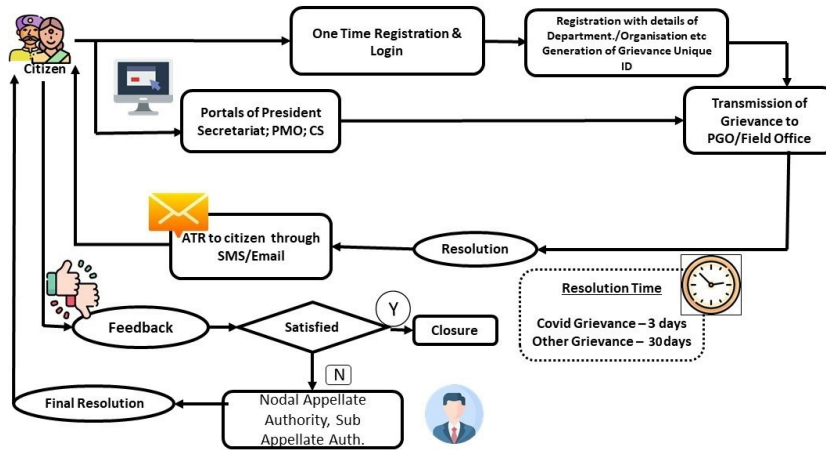 Citizen
One Time Registration &
Login
Registration with details of
Department./Organisation etc
Generation of Grievance Unique
ID
Portals of President
Secretariat; PMO; CS
Transmission of
Grievance to
PGO/Field Office
ATR to citizen through
SMS/Email
Resolution
Resolution Time
Covid Grievance – 3 days
Other Grievance – 30 days
Feedback
Satisfied
Y
Closure
N
Final Resolution
Nodal Appellate
Authority, Sub
Appellate Auth.